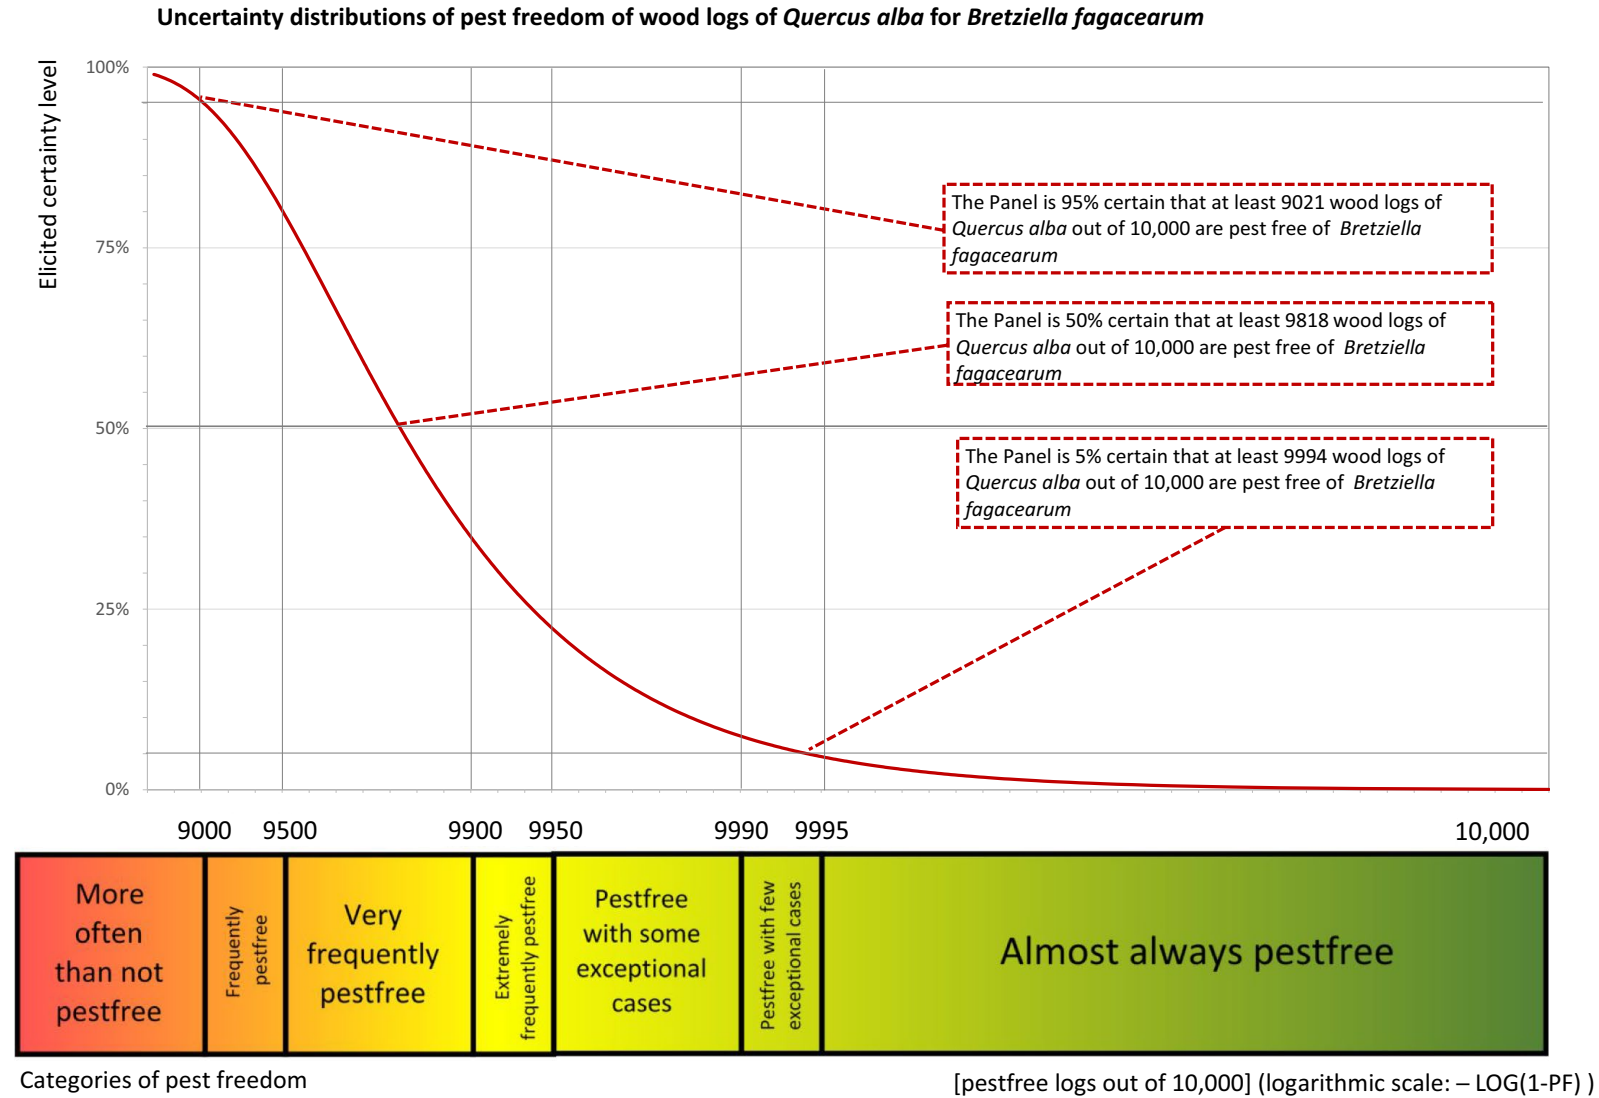 Uncertainty distributions of pest freedom of wood logs of Quercus alba for Bretziella fagacearum
Elicited certainty level
100%
75%
50%
25%
0%
The Panel is 95% certain that at least 9021 wood logs of
Quercus alba out of 10,000 are pest free of Bretziella
fagacearum
The Panel is 50% certain that at least 9818 wood logs of
Quercus alba out of 10,000 are pest free of Bretziella
fagacearum
The Panel is 5% certain that at least 9994 wood logs of
Quercus alba out of 10,000 are pest free of Bretziella
fagacearum
9000 9500 9900 9950 9990 9995 10,000
More
often
than not
pestfree
Frequently
pestfree
Very
frequently
pestfree
Extremely
frequently pestfree
Pestfree
with some
exceptional
cases
Pestfree with few
exceptional cases
Almost always pestfree
Categories of pest freedom
[pestfree logs out of 10,000] (logarithmic scale: – LOG(1-PF) )